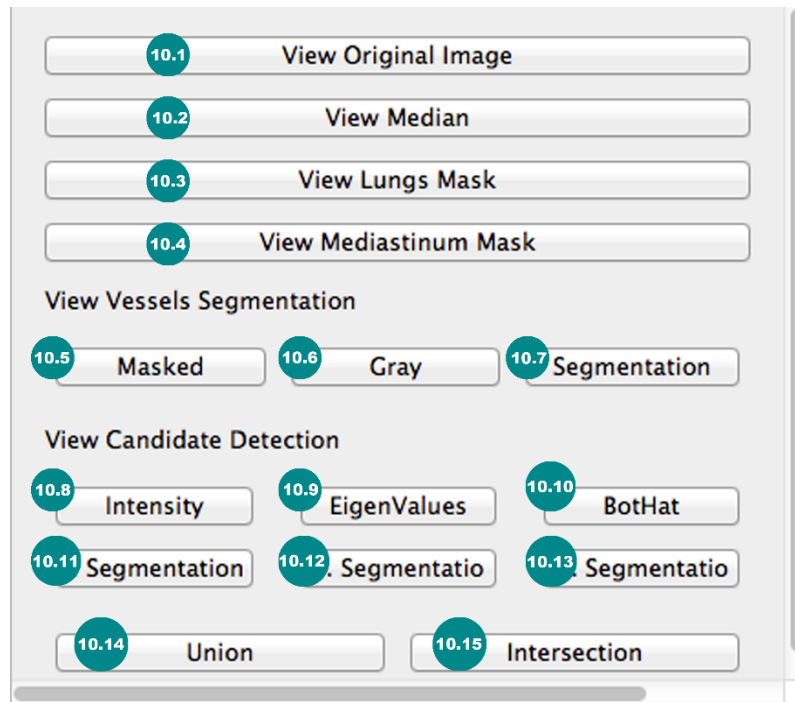 10.1 View Original Image
10.2 View Median
10.3 View Lungs Mask
10.4 View Mediastinum Mask
View Vessels Segmentation
10.5 Masked 10.6 Gray 10.7 Segmentation
View Candidate Detection
10.8 Intensity 10.9 EigenValues 10.10 BotHat
10.11 Segmentation 10.12 . Segmentatio 10.13 . Segmentatio
10.14 Union 10.15 Intersection